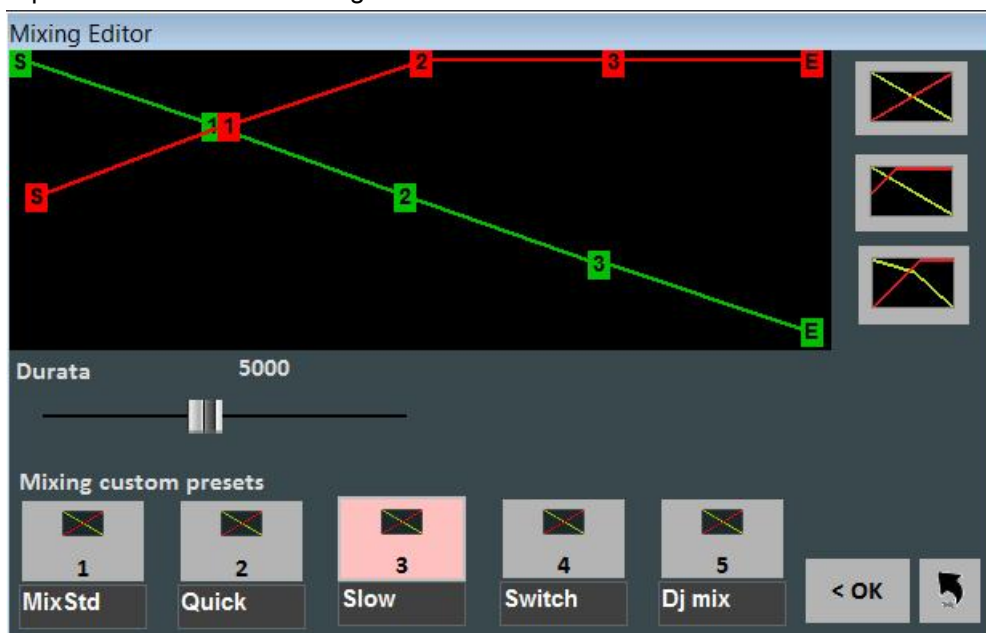 Mixing Editor
S 2 3 E
1 1
S 2
3
E
Durata 5000
Mixing custom presets
1 2 3 4 5
MixStd Quick Slow Switch Dj mix
< OK